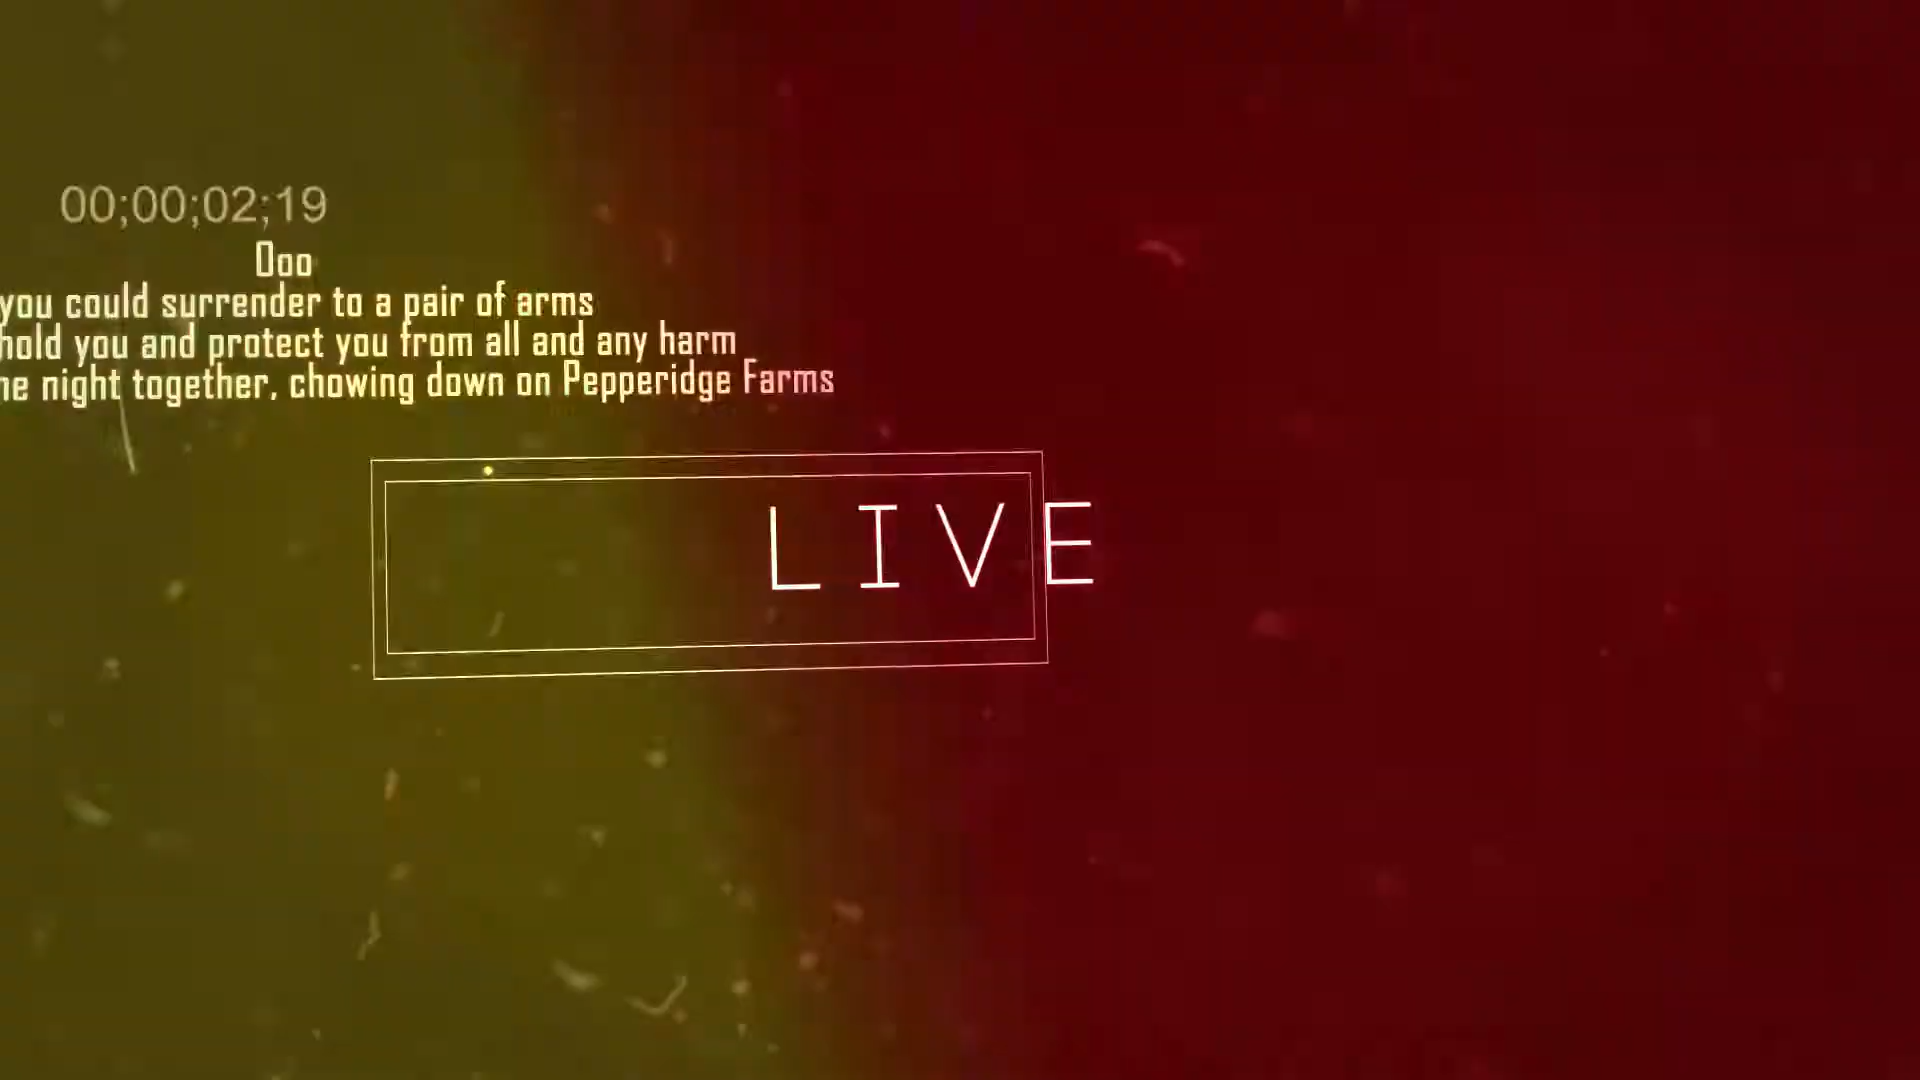 00;00;02;19
Ooo
you could surrender to a pair of arms
hold you and protect you from all and any harm
night together, chowing down on Pepperidge Farms
LIVE